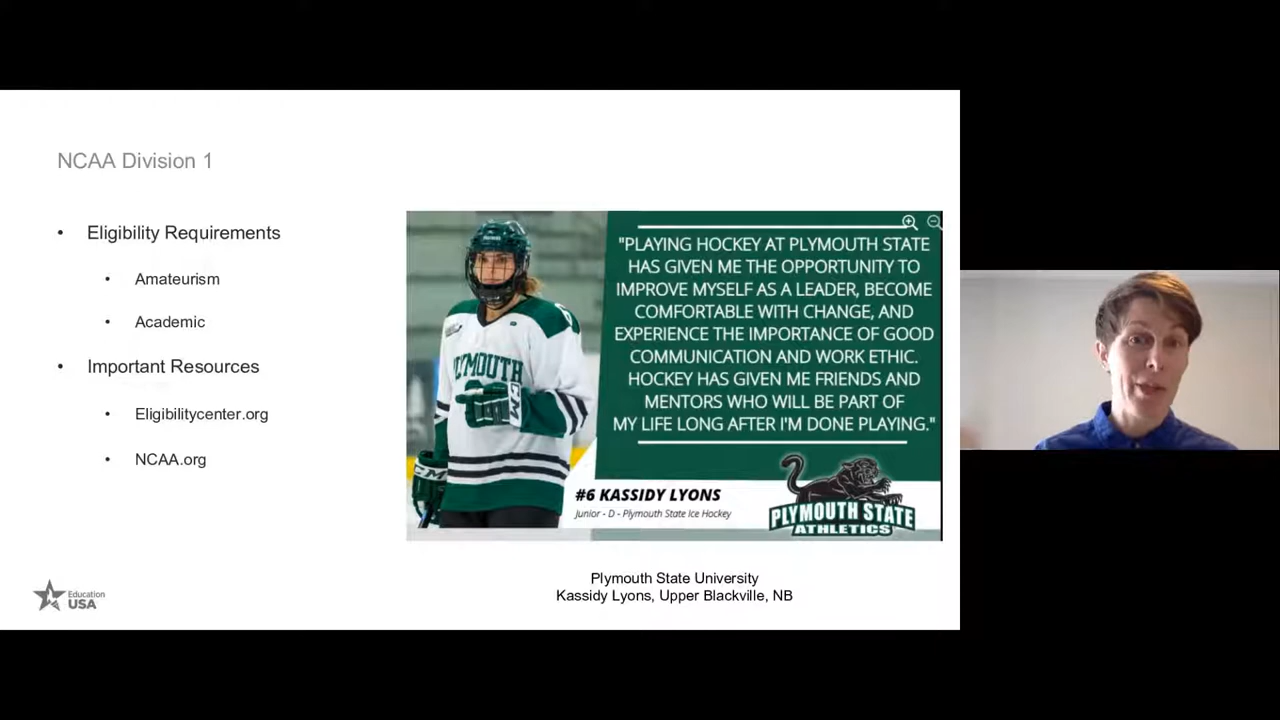 NCAA Division 1
• Eligibility Requirements
• Amateurism
• Academic
• Important Resources
• Eligibilitycenter.org
• NCAA.org
PLYMOUTH
CCM
CCM
"PLAYING HOCKEY AT PLYMOUTH STATE
HAS GIVEN ME THE OPPORTUNITY TO
IMPROVE MYSELF AS A LEADER, BECOME
COMFORTABLE WITH CHANGE, AND
EXPERIENCE THE IMPORTANCE OF GOOD
COMMUNICATION AND WORK ETHIC.
HOCKEY HAS GIVEN ME FRIENDS AND
MENTORS WHO WILL BE PART OF
MY LIFE LONG AFTER I'M DONE PLAYING."
#6 KASSIDY LYONS
Junior - D - Plymouth State Ice Hockey
PLYMOUTH STATE
ATHLETICS
Plymouth State University
Kassidy Lyons, Upper Blackville, NB
Education
USA